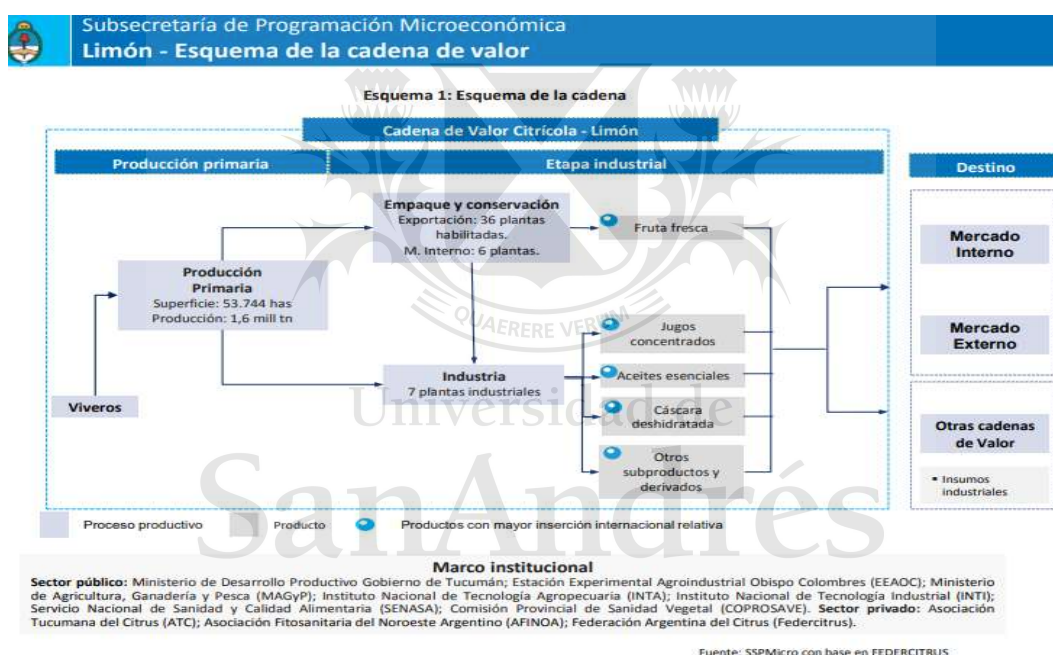 Subsecretaría de Programación Microeconómica
Limón - Esquema de la cadena de valor
Esquema 1: Esquema de la cadena
Cadena de Valor Citrícola - Limón
Producción primaria
Etapa industrial
Destino
Empaque y conservación
Exportación: 36 plantas
habilitadas.
M. Interno: 6 plantas.
Fruta fresca
Mercado
Interno
Producción
Primaria
Superficie: 53.744 has
Producción: 1,6 mill tn
QUAERERE VERUM
Jugos
concentrados
Mercado
Externo
Industria
7 plantas industriales
Aceites esenciales
Viveros
Cáscara
deshidratada
Universidad de
SanAndrés
Otros
subproductos y
derivados
Otras cadenas
de Valor
▪ Insumos
industriales
Proceso productivo
Producto
Productos con mayor inserción internacional relativa
Marco institucional
Sector público: Ministerio de Desarrollo Productivo Gobierno de Tucumán; Estación Experimental Agroindustrial Obispo Colombres (EEAOC); Ministerio
de Agricultura, Ganadería y Pesca (MAGyP); Instituto Nacional de Tecnología Agropecuaria (INTA); Instituto Nacional de Tecnología Industrial (INTI);
Servicio Nacional de Sanidad y Calidad Alimentaria (SENASA); Comisión Provincial de Sanidad Vegetal (COPROSAVE). Sector privado: Asociación
Tucumana del Citrus (ATC); Asociación Fitosanitaria del Noroeste Argentino (AFINOA); Federación Argentina del Citrus (Federcitrus).
Fuente: SSPMicro con base en FEDERCITRUS